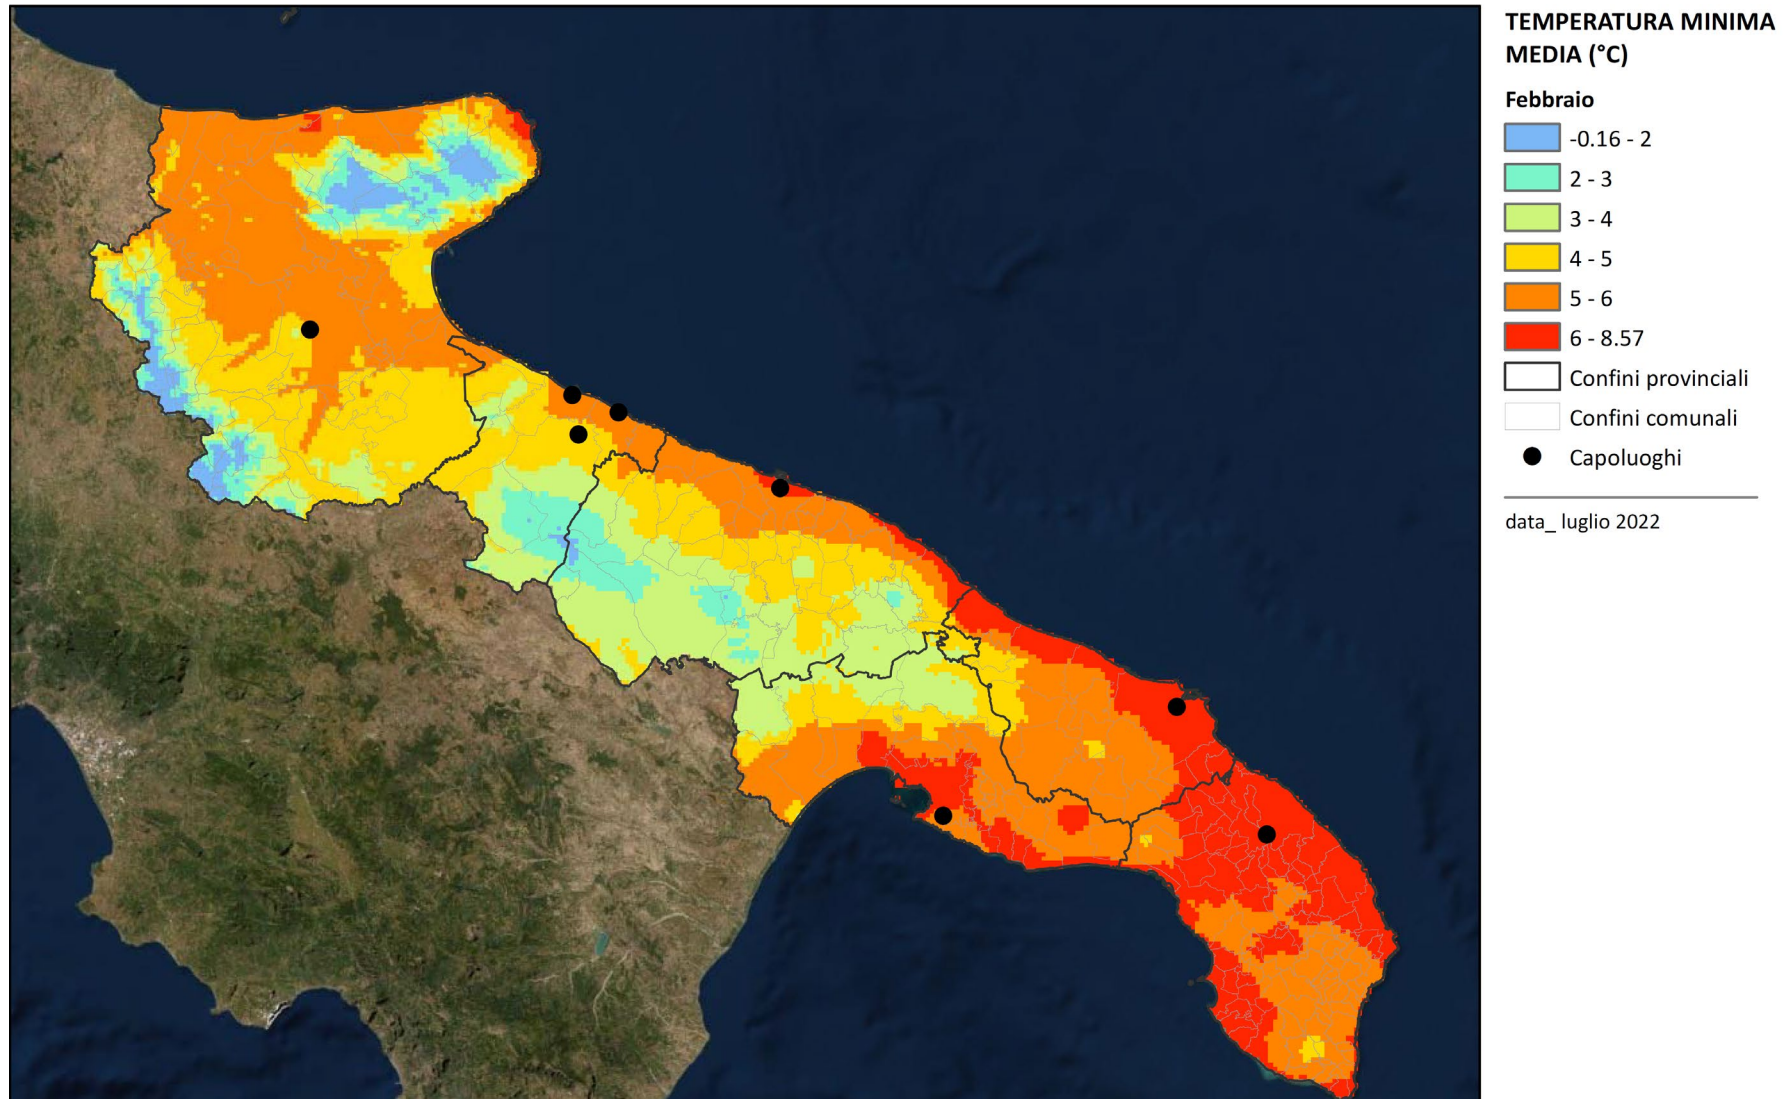 TEMPERATURA MINIMA
MEDIA (°C)
Febbraio
-0.16 - 2
2 - 3
3 - 4
4 - 5
5 - 6
6 - 8.57
Confini provinciali
Confini comunali
Capoluoghi
data_ luglio 2022